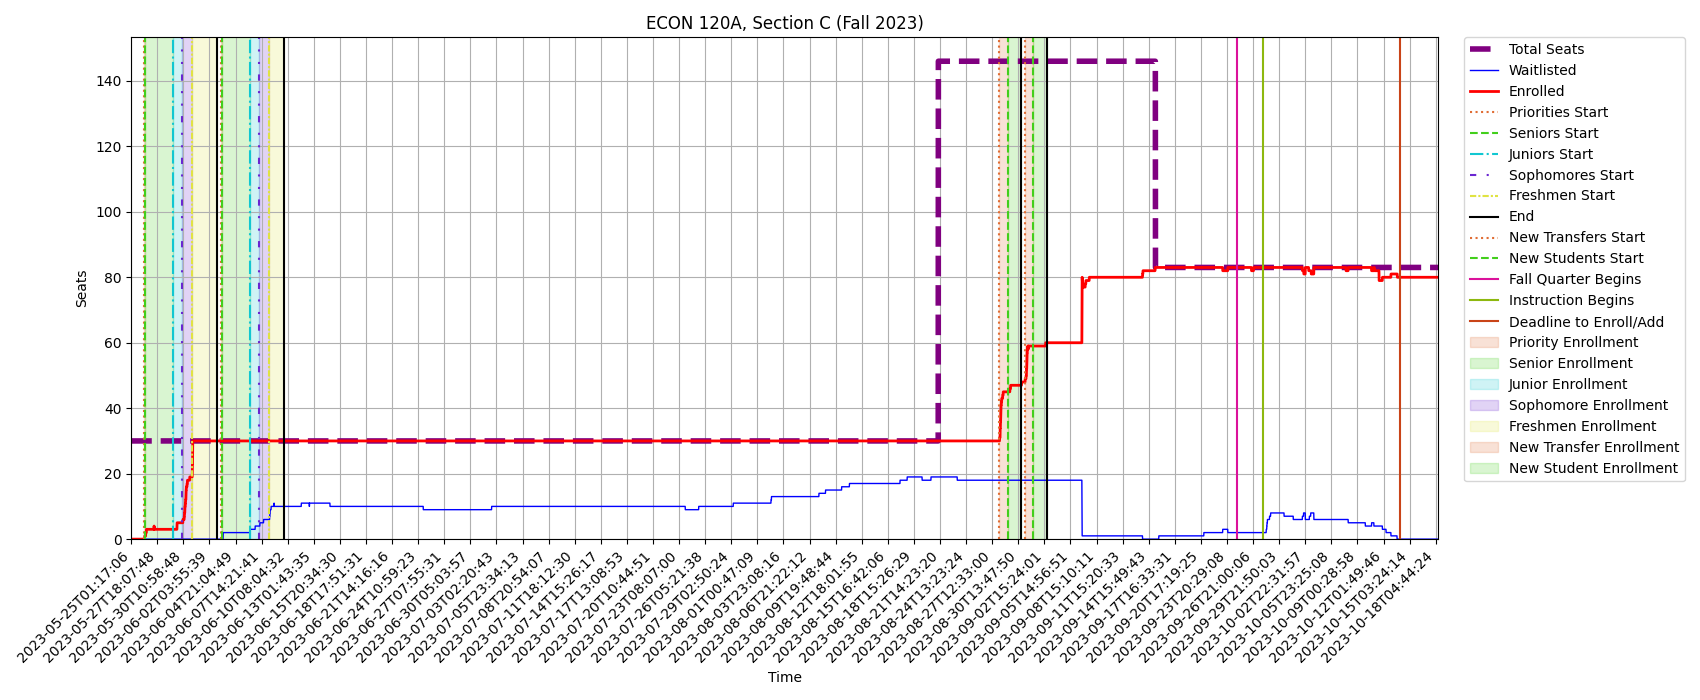 ECON 120A, Section C (Fall 2023)
Seats
140
120
100
80
60
40
20
0
2023-05-25T01:17:06
2023-05-27T18:07:48
2023-05-30T10:58:48
2023-06-02T03:55:39
2023-06-04T21:04:49
2023-06-07T14:21:41
2023-06-10T08:04:32
2023-06-13T01:43:35
2023-06-15T20:34:30
2023-06-18T17:51:31
2023-06-21T14:16:16
2023-06-24T10:59:23
2023-06-27T07:55:31
2023-06-30T05:03:57
2023-07-03T02:20:43
2023-07-05T23:34:13
2023-07-08T20:54:07
2023-07-11T18:12:30
2023-07-14T15:26:17
2023-07-17T13:08:53
2023-07-20T10:44:51
2023-07-23T08:07:00
2023-07-26T05:21:38
2023-07-29T02:50:24
2023-08-01T00:47:09
2023-08-03T23:08:16
2023-08-06T21:22:12
2023-08-09T19:48:44
2023-08-12T18:01:55
2023-08-15T16:42:06
2023-08-18T15:26:29
2023-08-21T14:23:20
2023-08-24T13:23:24
2023-08-27T12:33:00
2023-08-30T13:47:50
2023-09-02T15:24:01
2023-09-05T14:56:51
2023-09-08T15:10:11
2023-09-11T15:20:33
2023-09-14T15:49:43
2023-09-17T16:33:31
2023-09-20T17:19:25
2023-09-23T20:29:08
2023-09-26T21:00:06
2023-09-29T21:50:03
2023-10-02T22:31:57
2023-10-05T23:25:08
2023-10-09T00:28:58
2023-10-12T01:49:46
2023-10-15T03:24:14
2023-10-18T04:44:24
Time
Total Seats
Waitlisted
Enrolled
Priorities Start
Seniors Start
Juniors Start
Sophomores Start
Freshmen Start
End
New Transfers Start
New Students Start
Fall Quarter Begins
Instruction Begins
Deadline to Enroll/Add
Priority Enrollment
Senior Enrollment
Junior Enrollment
Sophomore Enrollment
Freshmen Enrollment
New Transfer Enrollment
New Student Enrollment